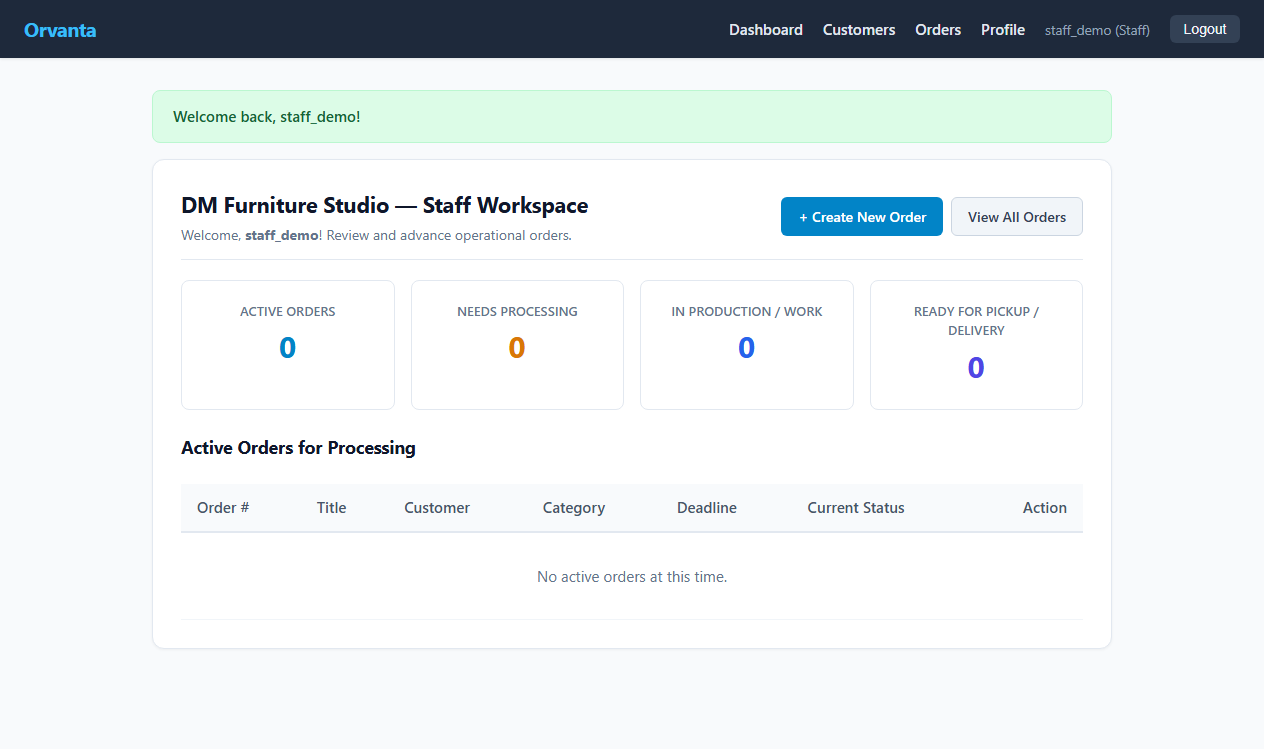 Orvanta
Dashboard Customers Orders Profile staff_demo (Staff) Logout
Welcome back, staff_demo!
DM Furniture Studio — Staff Workspace
Welcome, staff_demo! Review and advance operational orders.
+ Create New Order View All Orders
ACTIVE ORDERS
0
NEEDS PROCESSING
0
IN PRODUCTION / WORK
0
READY FOR PICKUP /
DELIVERY
0
Active Orders for Processing
Order # Title Customer Category Deadline Current Status Action
No active orders at this time.